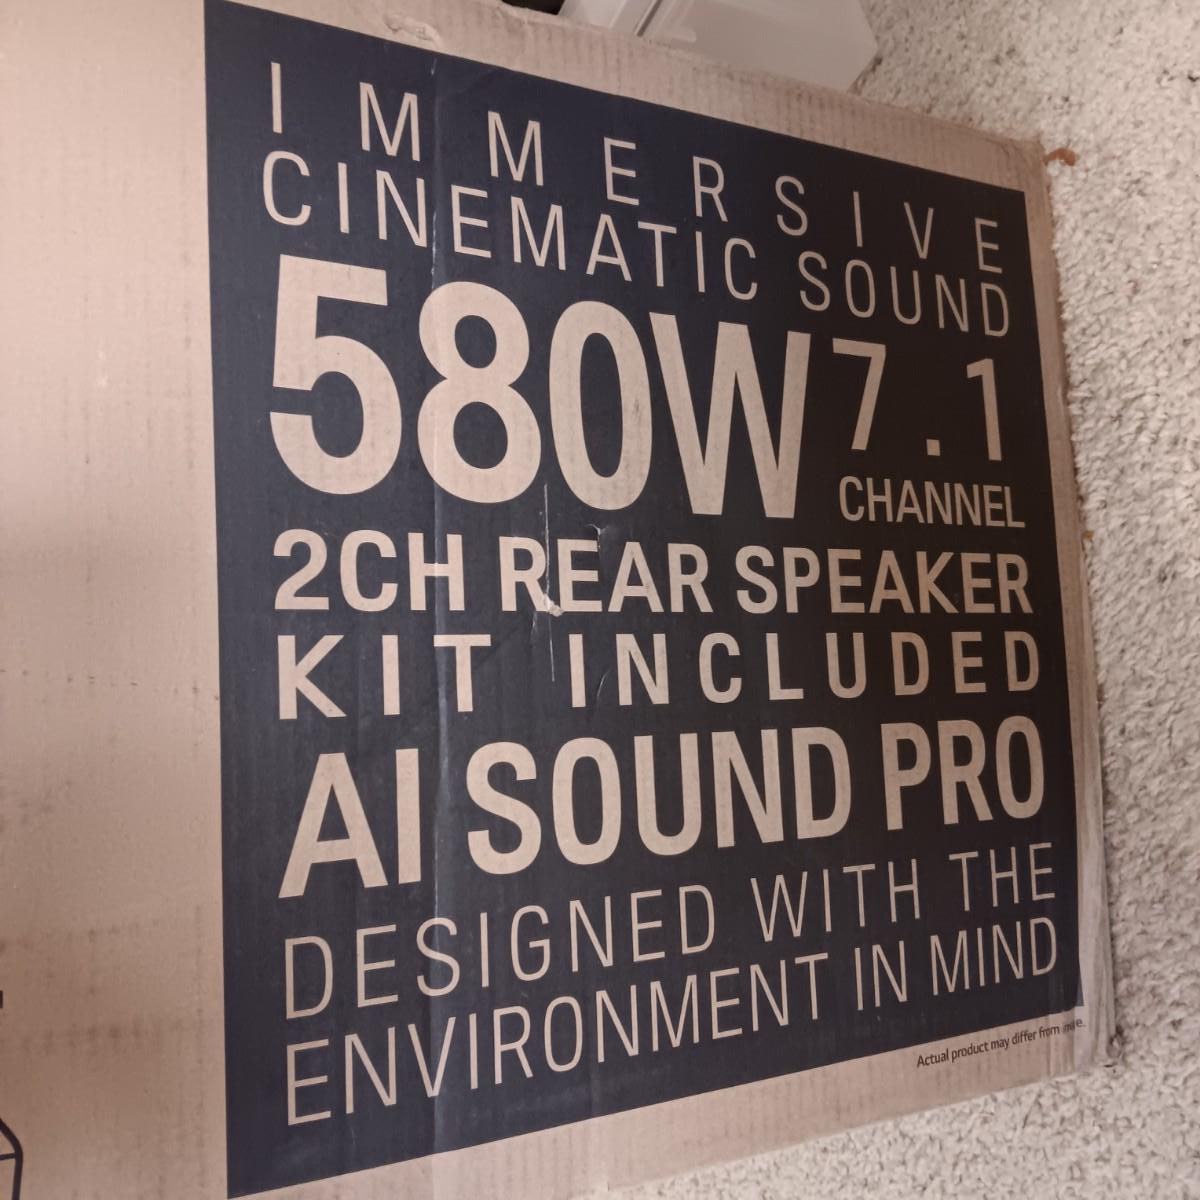 IMMERSIVE
CINEMATIC SOUND
580W 7.1
CHANNEL
2CH REAR SPEAKER
KIT INCLUDED
AI SOUND PRO
DESIGNED WITH THE
ENVIRONMENT IN MIND
Actual product may differ from